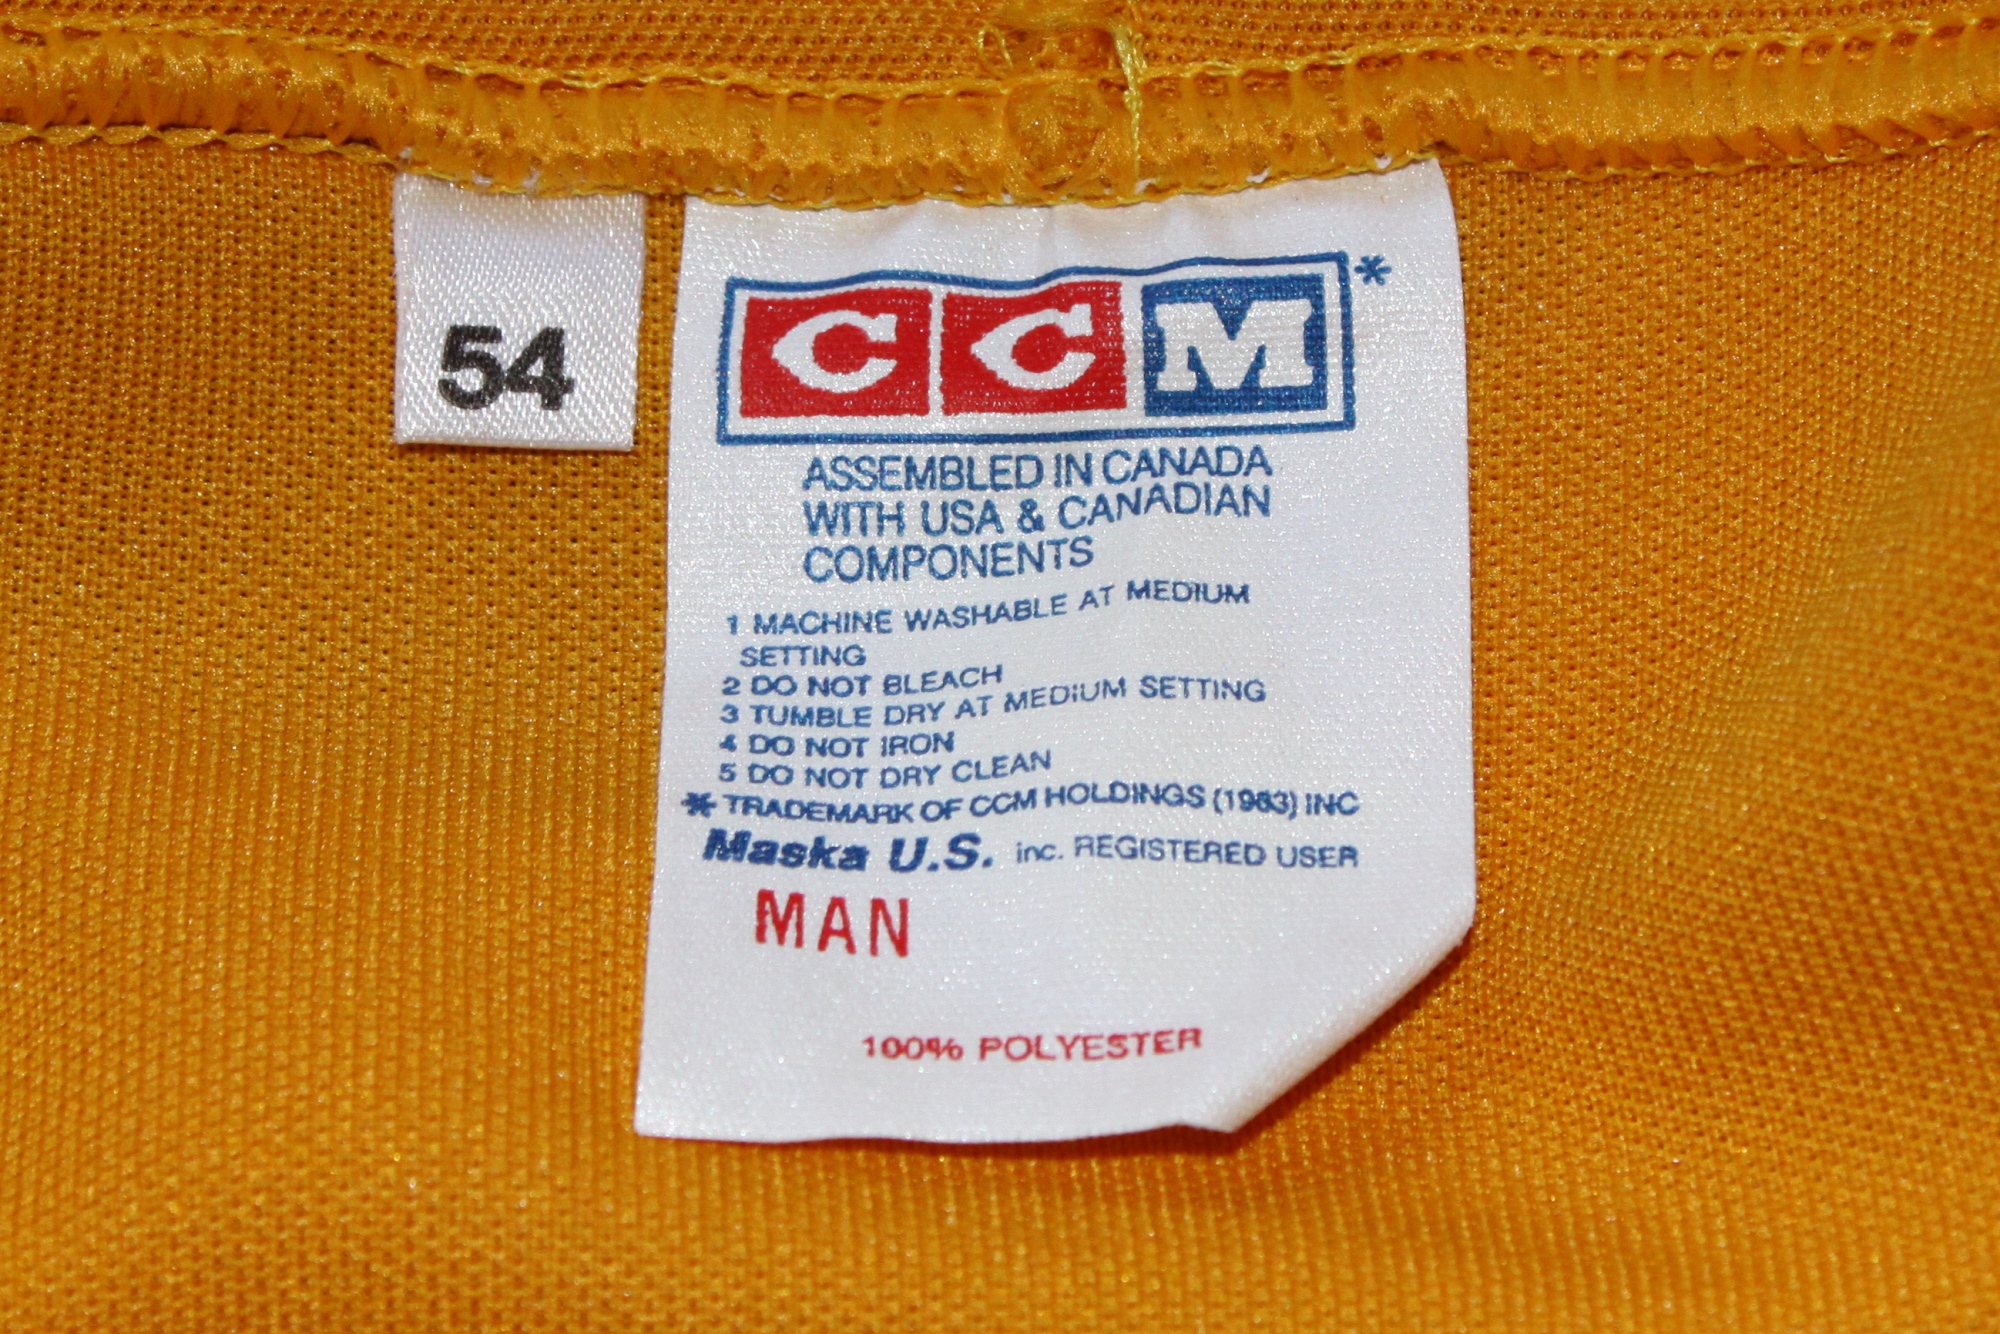 54
CCM*
ASSEMBLED IN CANADA
WITH USA & CANADIAN
COMPONENTS
1 MACHINE WASHABLE AT MEDIUM
SETTING
2 DO NOT BLEACH
3 TUMBLE DRY AT MEDIUM SETTING
4 DO NOT IRON
5 DO NOT DRY CLEAN
* TRADEMARK OF CCM HOLDINGS (1983) INC
Maska U.S. inc. REGISTERED USER
MAN
100% POLYESTER